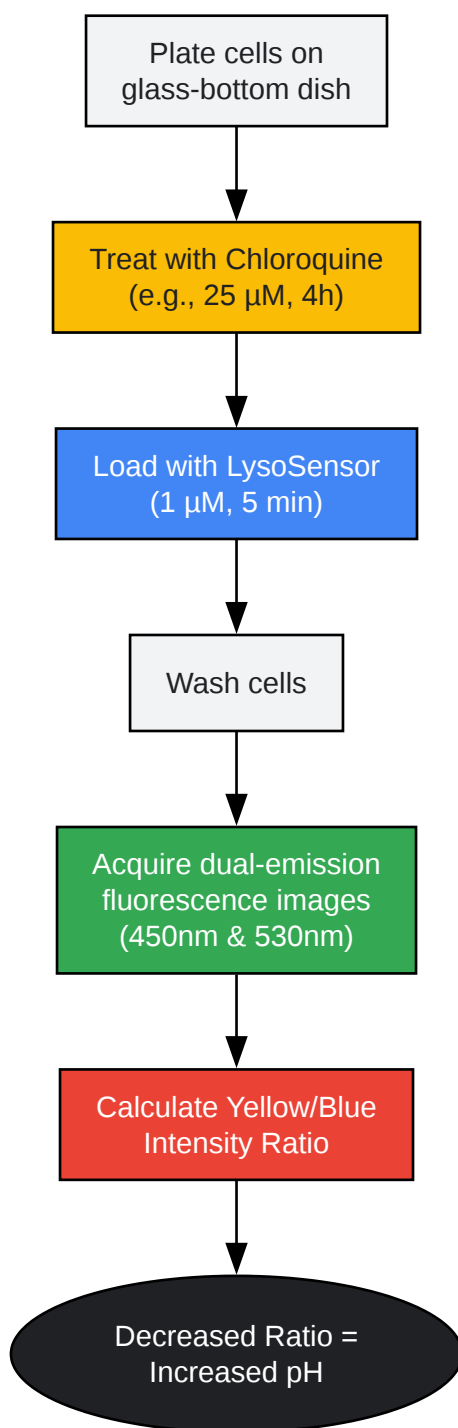 Plate cells on
glass-bottom dish
Treat with Chloroquine
(e.g., 25 µM, 4h)
Load with LysoSensor
(1 µM, 5 min)
Wash cells
Acquire dual-emission
fluorescence images
(450nm & 530nm)
Calculate Yellow/Blue
Intensity Ratio
Decreased Ratio =
Increased pH